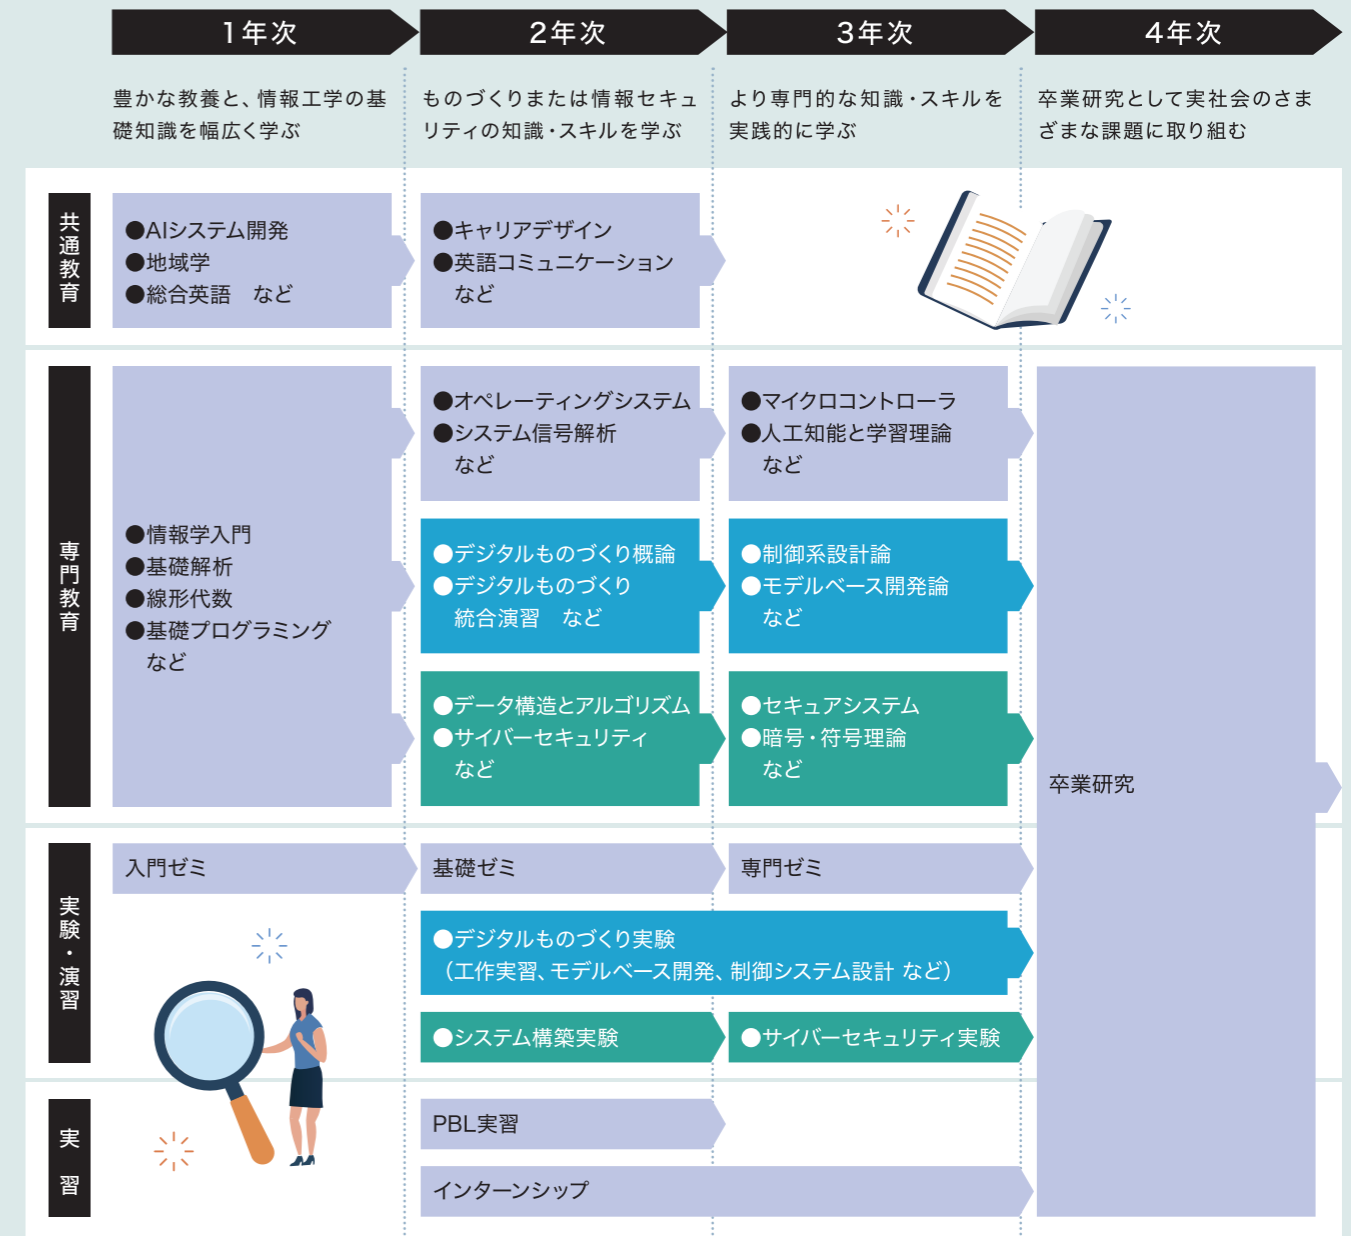 1年次
2年次
3年次
4年次
豊かな教養と、情報工学の基
礎知識を幅広く学ぶ
ものづくりまたは情報セキュ
リティの知識・スキルを学ぶ
より専門的な知識・スキルを
実践的に学ぶ
卒業研究として実社会のさま
ざまな課題に取り組む
共通教育
●AIシステム開発
●地域学
●総合英語　など
●キャリアデザイン
●英語コミュニケーション
など
専門教育
●情報学入門
●基礎解析
●線形代数
●基礎プログラミング
など
●オペレーティングシステム
●システム信号解析
など
●マイクロコントローラ
●人工知能と学習理論
など
●デジタルものづくり概論
●デジタルものづくり
統合演習　など
●制御系設計論
●モデルベース開発論
など
●データ構造とアルゴリズム
●サイバーセキュリティ
など
●セキュアシステム
●暗号・符号理論
など
卒業研究
実験・演習
入門ゼミ
基礎ゼミ
専門ゼミ
●デジタルものづくり実験
（工作実習、モデルベース開発、制御システム設計 など）
●システム構築実験
●サイバーセキュリティ実験
実習
PBL実習
インターンシップ